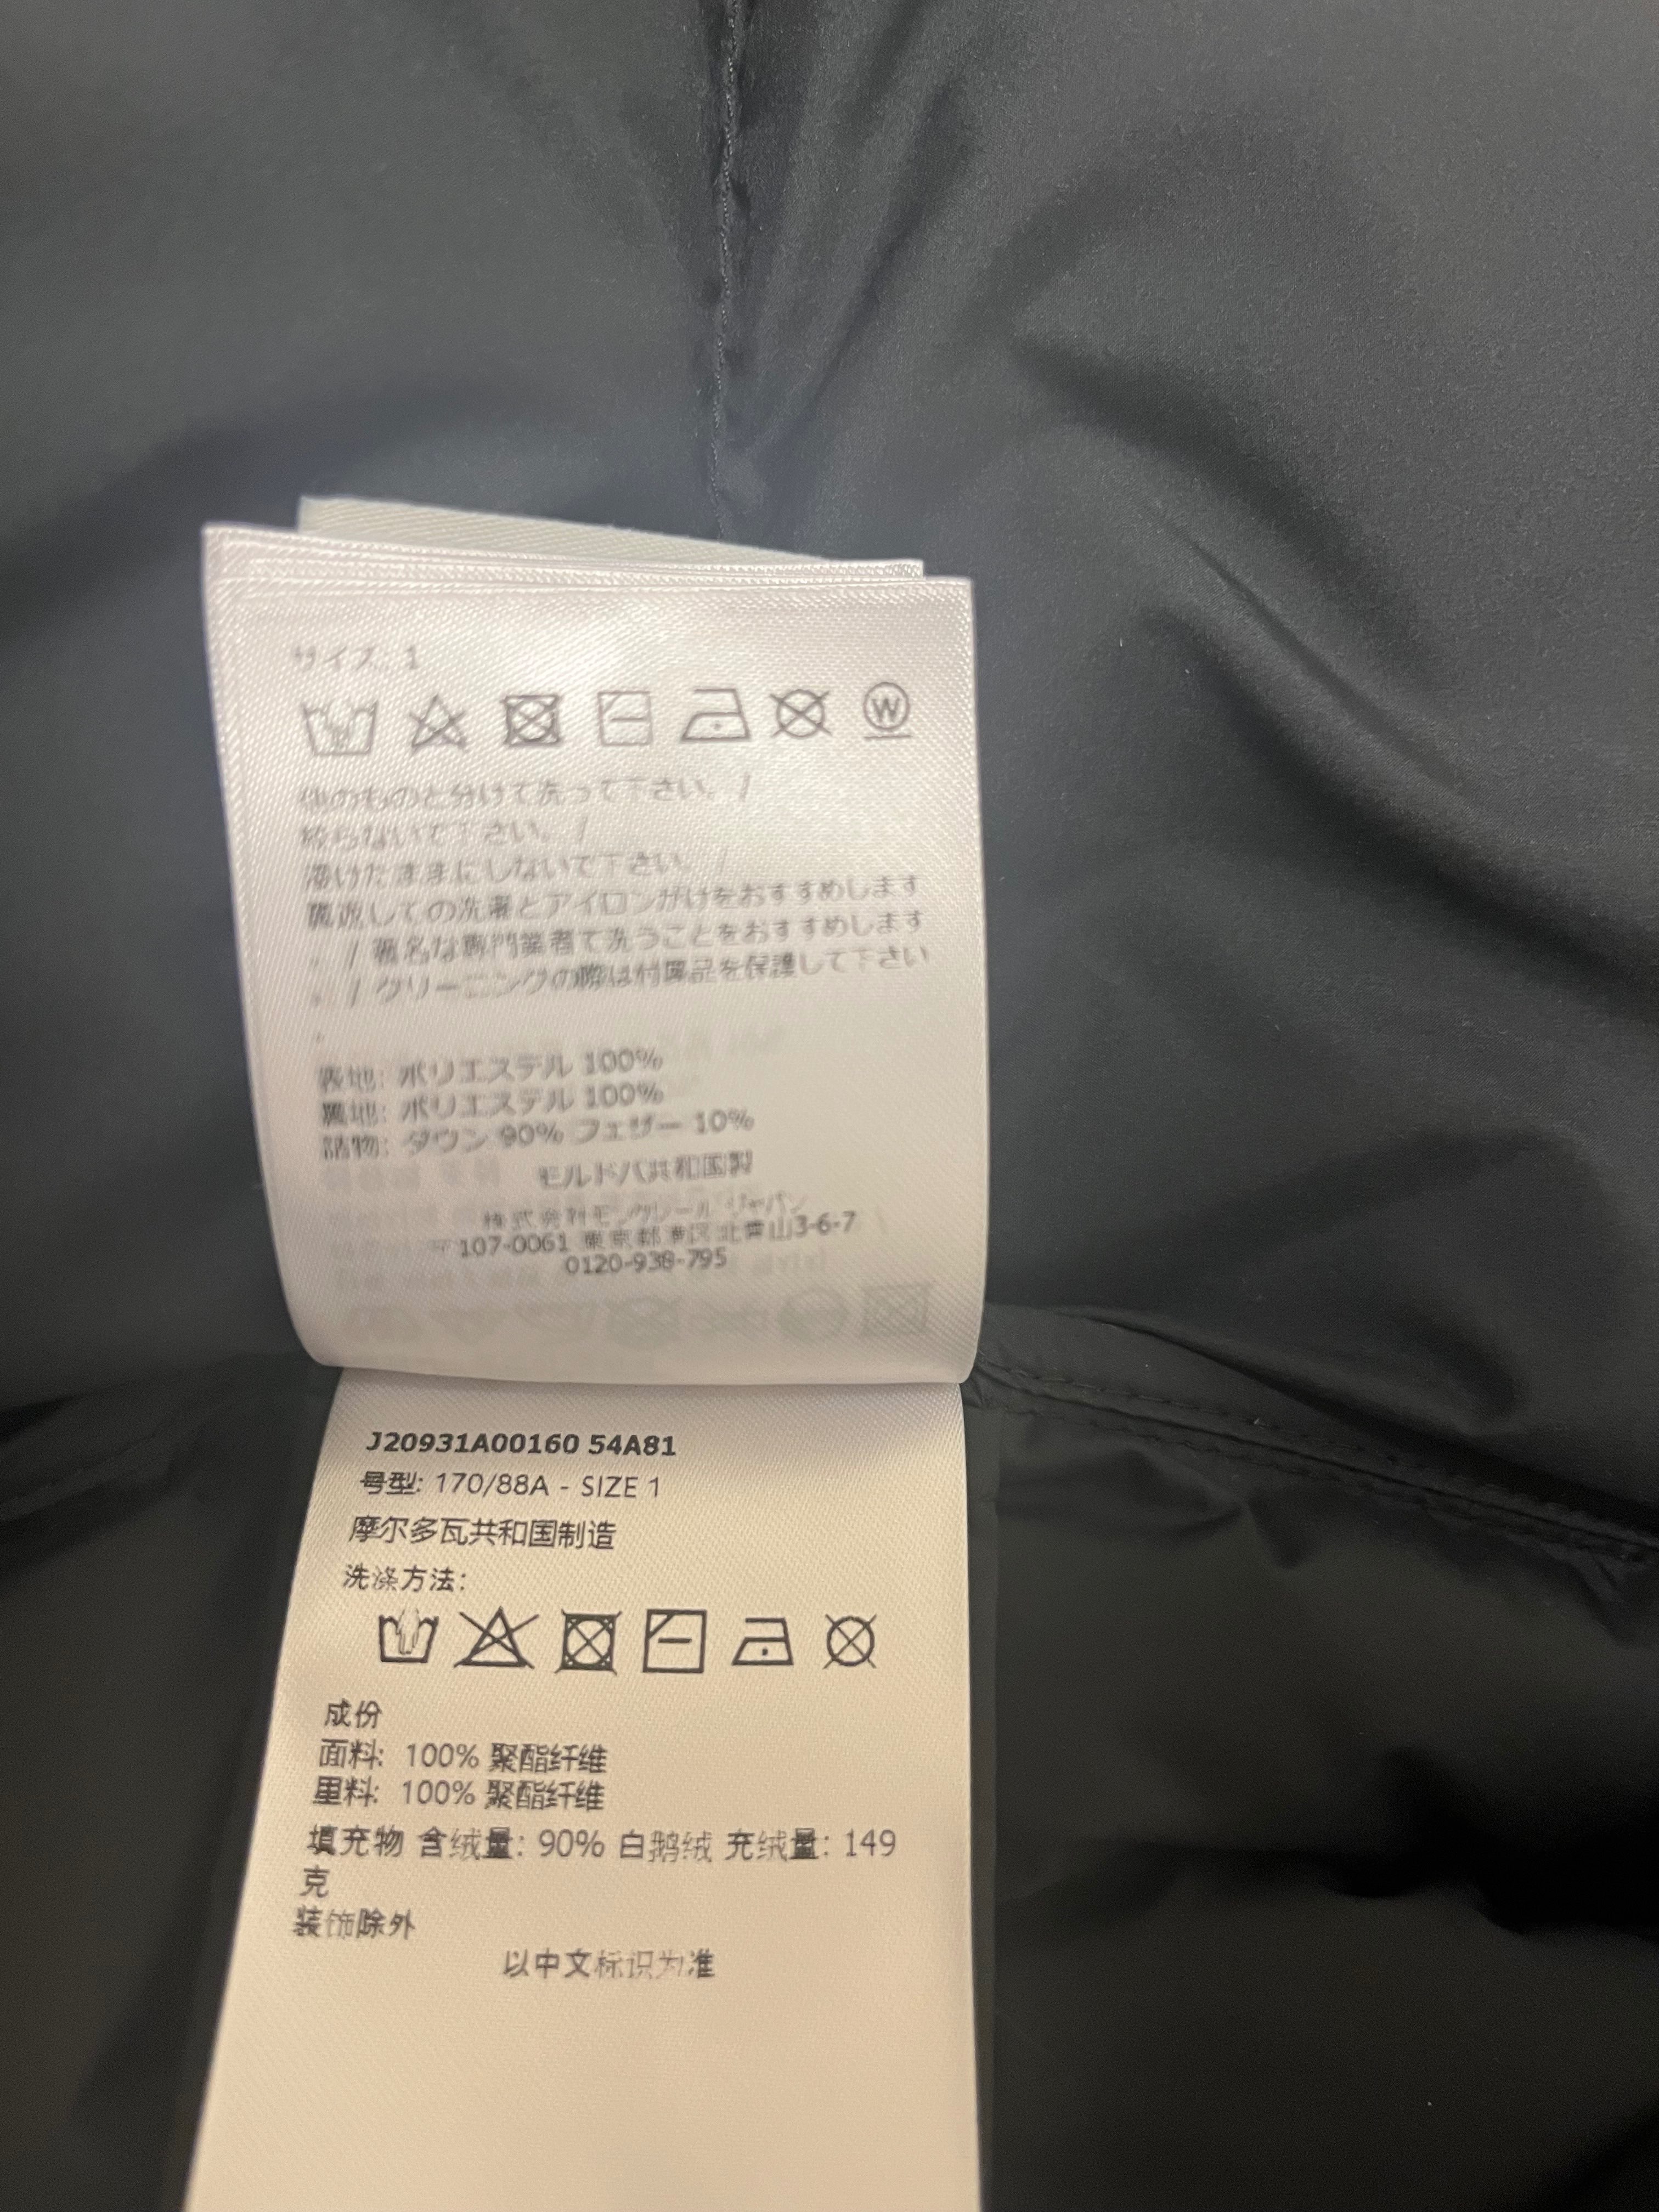 サイズ: 1
W
他のものと分けて洗って下さい。/
絞らないで下さい。/
溶けたままにしないで下さい。/
裏返しての洗濯とアイロンがけをおすすめします
。/ 著名な専門業者で洗うことをおすすめします
。/ クリーニングの際は付属品を保護して下さい
。
表地: ポリエステル 100%
裏地: ポリエステル 100%
詰物: ダウン 90% フェザー 10%
モルドバ共和国製
株式会社モンクレール ジャパン
〒107-0061 東京都港区北青山3-6-7 /
0120-938-795
J20931A00160 54A81
号型: 170/88A - SIZE 1
摩尔多瓦共和国制造
洗涤方法:
成份
面料: 100% 聚酯纤维
里料: 100% 聚酯纤维
填充物 含绒量: 90% 白鹅绒 充绒量: 149
克
装饰除外
以中文标识为准